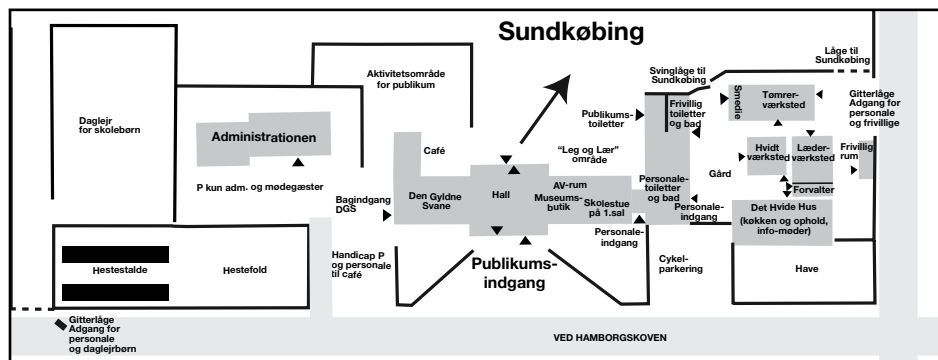 Sundkøbing
Låge til
Sundkøbing
Svinglåge til
Sundkøbing
Aktivitetsområde
for publikum
Smedie
Tømrer-
værksted
Gitterlåge
Adgang for
personale
og frivillige
Frivillig
toiletter
og bad
Publikums-
toiletter
Daglejr
for skolebørn
Administrationen
Café
"Leg og Lær"
område
Hvidt
værksted
Læder-
værksted
Frivillig
rum
P kun adm. og mødegæster
Gård
Forvalter
Personale-
toiletter
og bad
Bagindgang
DGS
Den Gyldne
Svane
Hall
AV-rum
Museums-
butik
Skolestue
på 1.sal
Personale-
indgang
Det Hvide Hus
(køkken og ophold,
info-møder)
Personale-
indgang
Handicap P
og personale
til café
Publikums-
indgang
Cykel-
parkering
Hestestalde
Hestefold
Have
Gitterlåge
Adgang for
personale
og daglejrbørn
VED HAMBORGSKOVEN